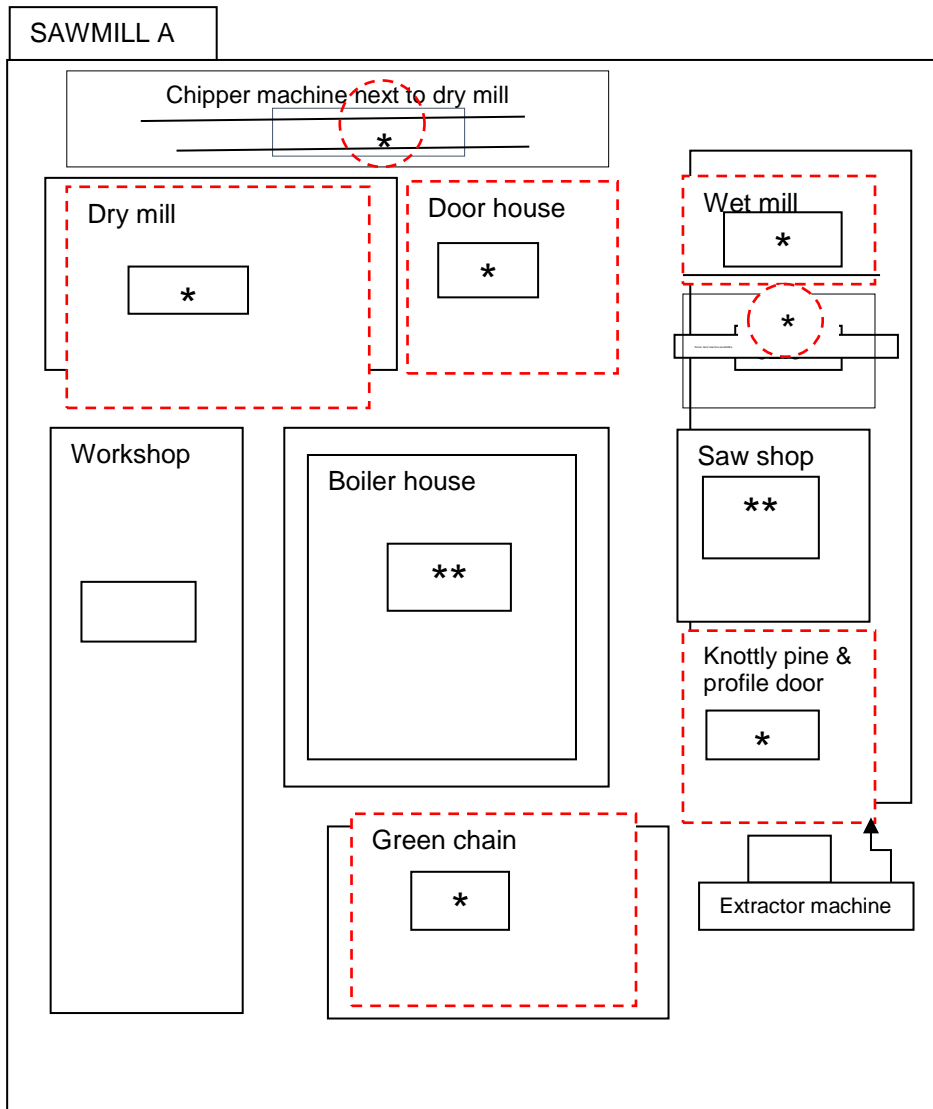 SAWMILL A
Chipper machine next to dry mill
*
Dry mill
*
Door house
*
Wet mill
*
*
Workshop
Boiler house
**
Saw shop
**
Knottly pine &
profile door
*
Green chain
*
Extractor machine